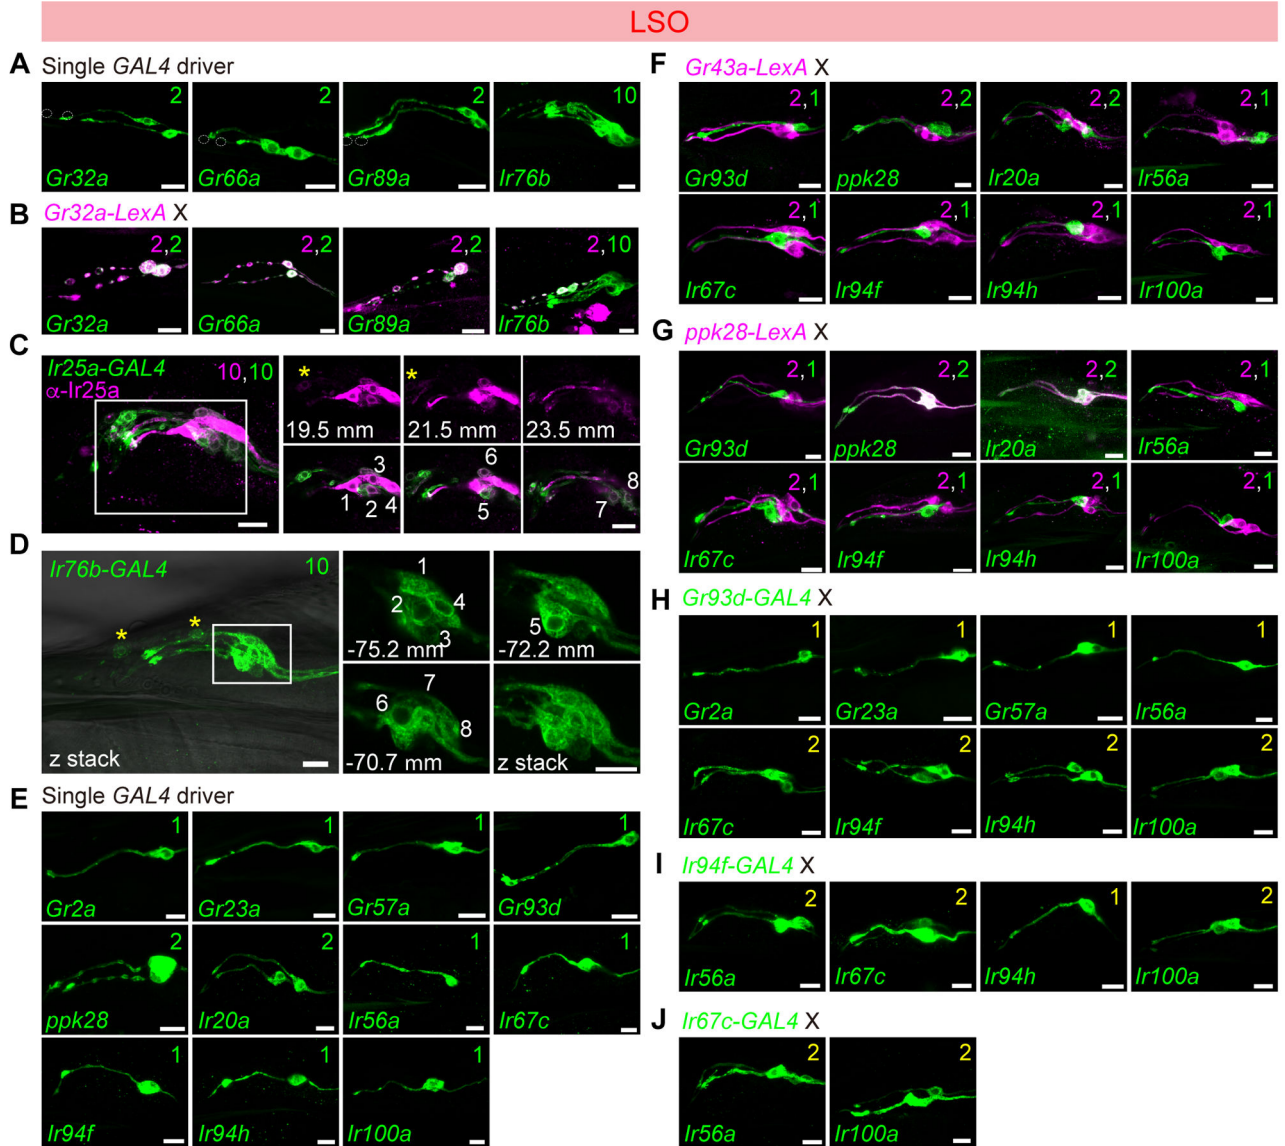 LSO
A Single GAL4 driver
2 2 2 10
Gr32a Gr66a Gr89a Ir76b
B Gr32a-LexA X
2,2 2,2 2,2 2,10
Gr32a Gr66a Gr89a Ir76b
C
Ir25a-GAL4 10,10
α-Ir25a
* *
19.5 mm 21.5 mm 23.5 mm
3 6 8
1 2 4 5 7
D
Ir76b-GAL4 10
* *
1
2 4
3 5
-75.2 mm -72.2 mm
7
6 8
z stack -70.7 mm z stack
E Single GAL4 driver
1 1 1 1
Gr2a Gr23a Gr57a Gr93d
2 2 1 1
ppk28 Ir20a Ir56a Ir67c
1 1 1
Ir94f Ir94h Ir100a
F Gr43a-LexA X
2,1 2,2 2,2 2,1
Gr93d ppk28 Ir20a Ir56a
2,1 2,1 2,1 2,1
Ir67c Ir94f Ir94h Ir100a
G ppk28-LexA X
2,1 2,2 2,2 2,1
Gr93d ppk28 Ir20a Ir56a
2,1 2,1 2,1 2,1
Ir67c Ir94f Ir94h Ir100a
H Gr93d-GAL4 X
1 1 1 1
Gr2a Gr23a Gr57a Ir56a
2 2 2 2
Ir67c Ir94f Ir94h Ir100a
I Ir94f-GAL4 X
2 2 1 2
Ir56a Ir67c Ir94h Ir100a
J Ir67c-GAL4 X
2 2
Ir56a Ir100a